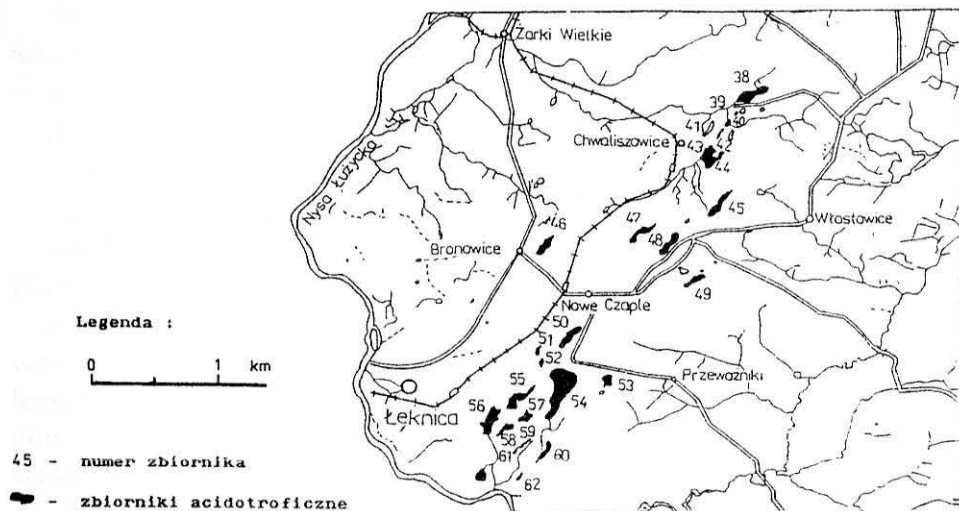 Żarki Wielkie
38
39
40
41
Chwaliszowice
43
42
44
Nysa Łużycka
45
46
47
Włostowice
Bronowice
48
49
Nowe Czaple
50
51
52
Przewoźniki
53
55
54
56
57
Łęknica
59
58
61
60
62
Legenda :
0 1 km
45 - numer zbiornika
- zbiorniki acidotroficzne